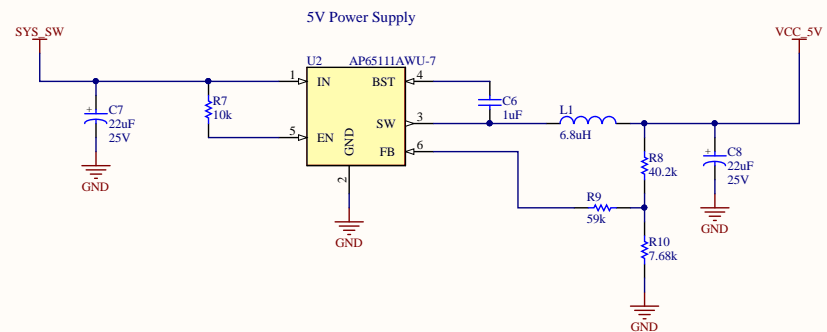 5V Power Supply
SYS_SW
VCC_5V
U2
AP65111AWU-7
1
IN
BST
4
C7
22uF
25V
R7
10k
C6
1uF
SW
3
L1
6.8uH
5
EN
GND
FB
6
2
R8
40.2k
C8
22uF
25V
R9
59k
R10
7.68k
GND
GND
GND
GND